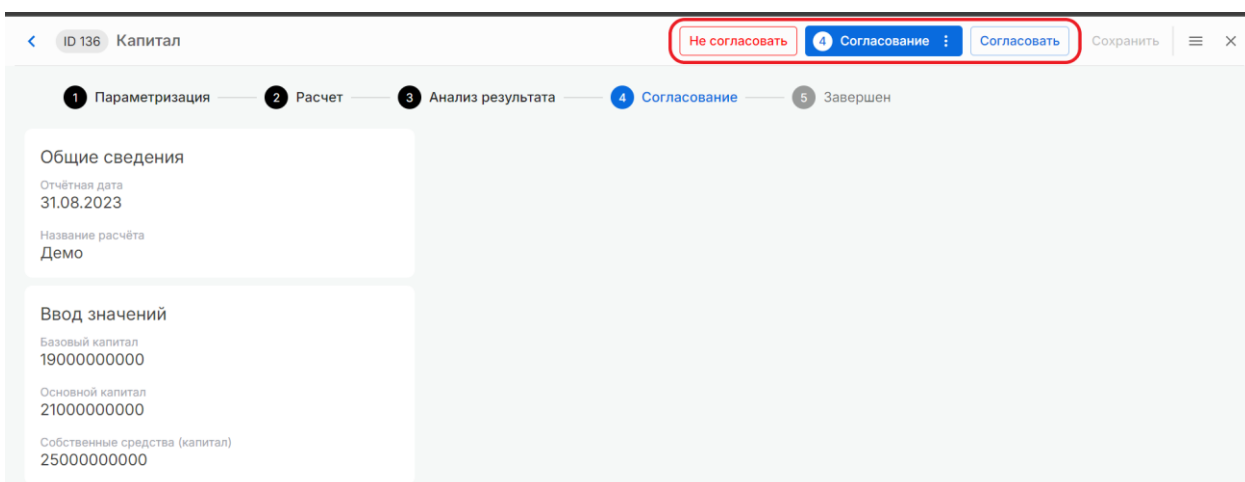 ID 136 Капитал Не согласовать 4 Согласование Согласовать Сохранить
1 Параметризация 2 Расчет 3 Анализ результата 4 Согласование 5 Завершен
Общие сведения
Отчётная дата
31.08.2023
Название расчёта
Демо
Ввод значений
Базовый капитал
19000000000
Основной капитал
21000000000
Собственные средства (капитал)
25000000000